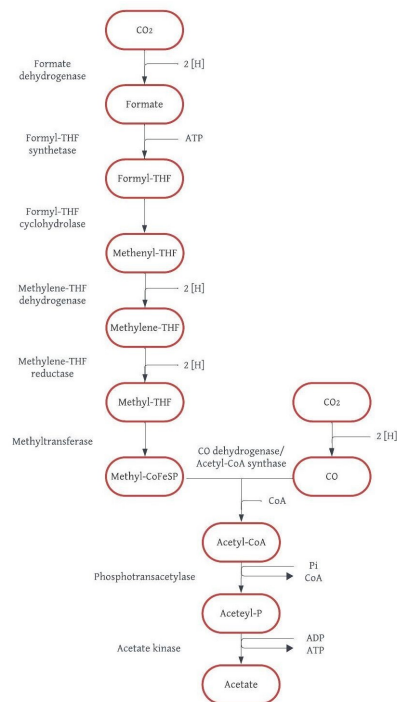 CO2
Formate
dehydrogenase
2 [H]
Formate
Formyl-THF
synthetase
ATP
Formyl-THF
Formyl-THF
cyclohydrolase
Methenyl-THF
Methylene-THF
dehydrogenase
2 [H]
Methylene-THF
Methylene-THF
reductase
2 [H]
Methyl-THF
CO2
Methyltransferase
2 [H]
CO dehydrogenase/
Acetyl-CoA synthase
Methyl-CoFeSP
CO
CoA
Acetyl-CoA
Phosphotransacetylase
Pi
CoA
Aceteyl-P
Acetate kinase
ADP
ATP
Acetate